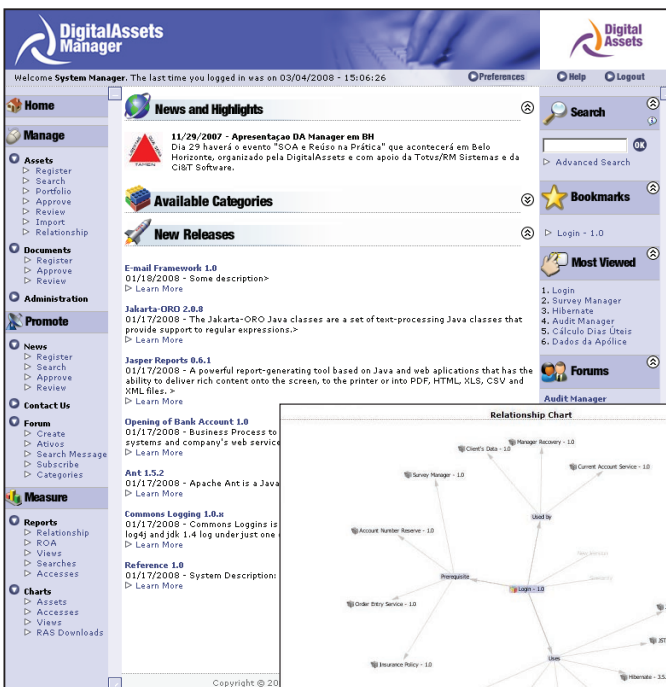 DigitalAssets
Manager
Digital
Assets
Welcome System Manager. The last time you logged in was on 03/04/2008 - 15:06:26
Preferences
Help
Logout
Home
Manage
Assets
Register
Search
Portfolio
Approve
Review
Import
Relationship
Documents
Register
Approve
Review
Administration
Promote
News
Register
Search
Approve
Review
Contact Us
Forum
Create
Ativos
Search Message
Subscribe
Categories
Measure
Reports
Relationship
ROA
Views
Searches
Accesses
Charts
Assets
Accesses
Views
RAS Downloads
News and Highlights
11/29/2007 - Apresentaçao DA Manager em BH
Dia 29 haverá o evento "SOA e Reúso na Prática" que acontecerá em Belo
Horizonte, organizado pela DigitalAssets e com apoio da Totvs/RM Sistemas e da
Ci&T Software.
Available Categories
New Releases
E-mail Framework 1.0
01/18/2008 - Some description>
Learn More
Jakarta-ORO 2.0.8
01/17/2008 - The Jakarta-ORO Java classes are a set of text-processing Java classes that
provide support to regular expressions.>
Learn More
Jasper Reports 0.6.1
01/17/2008 - A powerful report-generating tool based on Java and web aplications that has the
ability to deliver rich content onto the screen, to the printer or into PDF, HTML, XLS, CSV and
XML files. >
Learn More
Opening of Bank Account 1.0
01/17/2008 - Business Process to
systems and company's web service
Learn More
Ant 1.5.2
01/17/2008 - Apache Ant is a Java
Learn More
Commons Logging 1.0.x
01/17/2008 - Commons Loggins is
log4j and jdk 1.4 log under just one
Learn More
Reference 1.0
01/17/2008 - System Description:
Learn More
Copyright © 20
Search
OK
Advanced Search
Bookmarks
Login - 1.0
Most Viewed
1. Login
2. Survey Manager
3. Hibernate
4. Audit Manager
5. Cálculo Dias Úteis
6. Dados da Apólice
Forums
Audit Manager
Relationship Chart
Manager Recovery - 1.0
Client's Data - 1.0
Current Account Service - 1.0
Survey Manager - 1.0
Used by
Account Number Reserve - 1.0
Prerequisite
Login - 1.0
Order Entry Service - 1.0
Uses
Insurance Policy - 1.0
Hibernate - 3.5